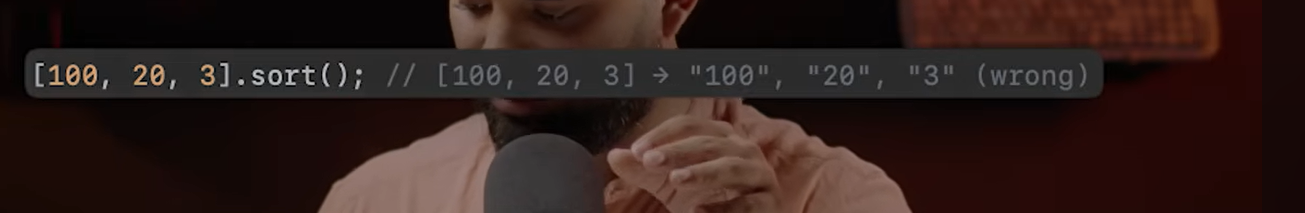 [100, 20, 3].sort(); // [100, 20, 3] → "100", "20", "3" (wrong)